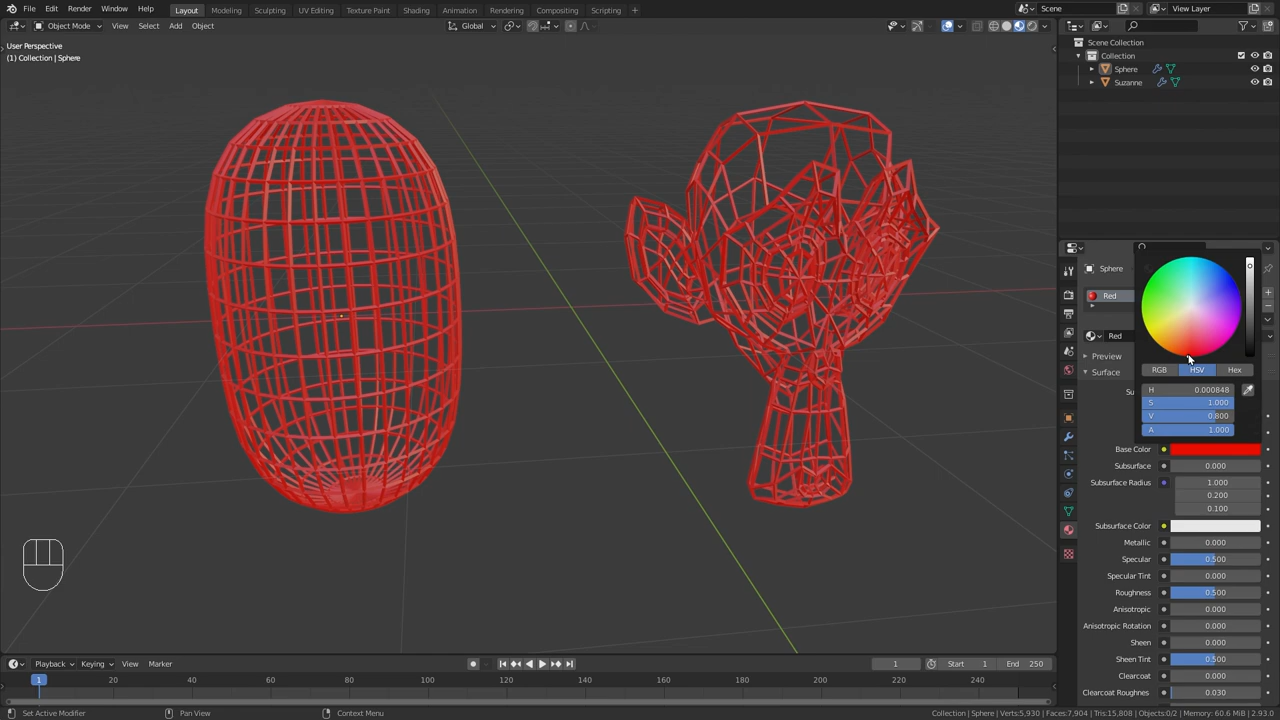 File Edit Render Window Help Layout Modeling Sculpting UV Editing Texture Paint Shading Animation Rendering Compositing Scripting + Scene View Layer
Object Mode View Select Add Object Global
User Perspective
(1) Collection | Sphere
Scene Collection
Collection
Sphere
Suzanne
Sphere
Red
Red
Preview
Surface
Su
RGB HSV Hex
H 0.000848
S 1.000
V 0.800
A 1.000
Base Color
Subsurface 0.000
Subsurface Radius 1.000
0.200
0.100
Subsurface Color
Metallic 0.000
Specular 0.500
Specular Tint 0.000
Roughness 0.500
Anisotropic 0.000
Anisotropic Rotation 0.000
Sheen 0.000
Sheen Tint 0.500
Clearcoat 0.000
Clearcoat Roughnes 0.030
Playback Keying View Marker 1 Start 1 End 250
1 20 40 60 80 100 120 140 160 180 200 220 240
Set Active Modifier Pan View Context Menu Collection | Sphere | Verts:5,930 | Faces:7,904 | Tris:15,808 | Objects:0/2 | Memory: 60.6 MiB | 2.93.0